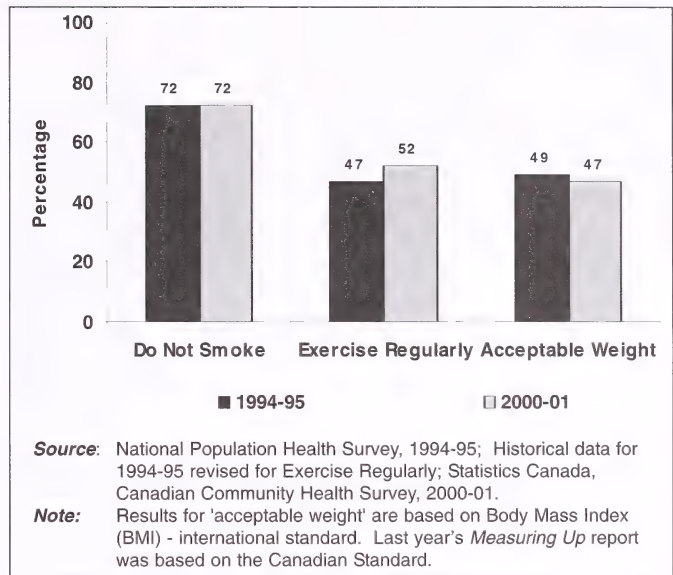 100
80
72 72
60
52
47
49
47
40
20
0
Percentage
Do Not Smoke Exercise Regularly Acceptable Weight
1994-95 2000-01
Source: National Population Health Survey, 1994-95; Historical data for
1994-95 revised for Exercise Regularly; Statistics Canada,
Canadian Community Health Survey, 2000-01.
Note: Results for 'acceptable weight' are based on Body Mass Index
(BMI) - international standard. Last year's Measuring Up report
was based on the Canadian Standard.